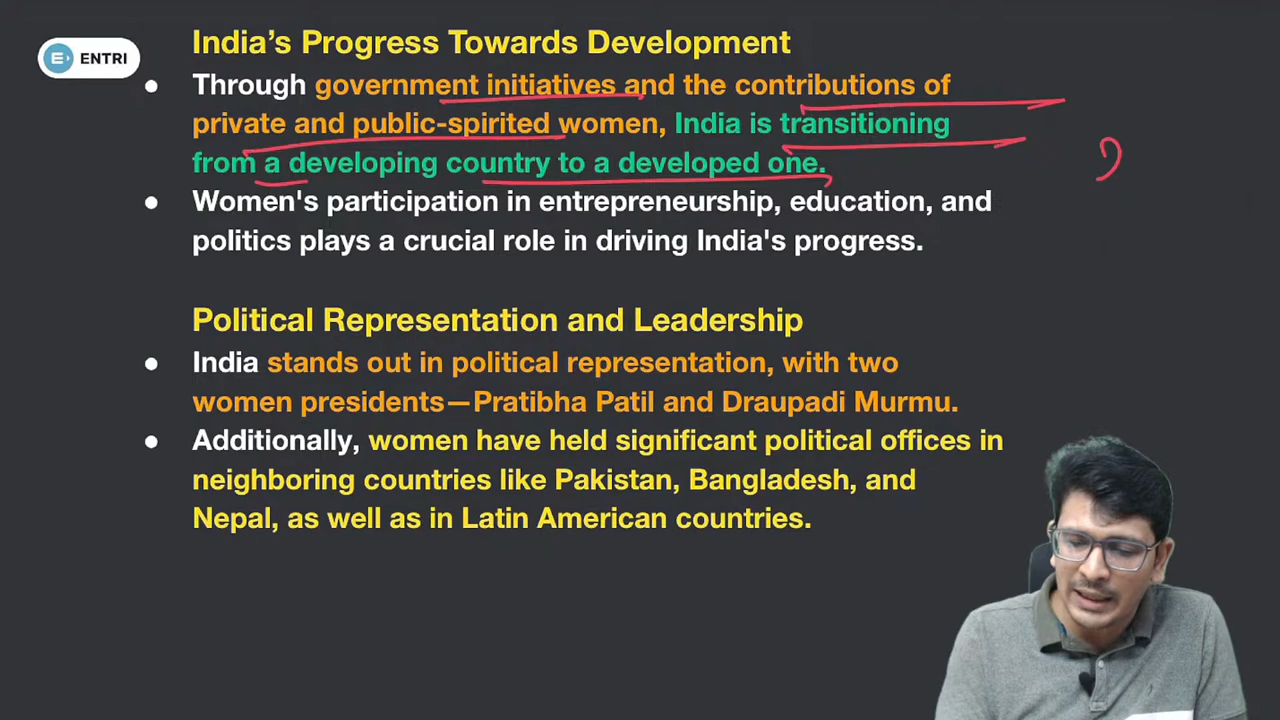 India’s Progress Towards Development
ENTRI
● Through government initiatives and the contributions of
private and public-spirited women, India is transitioning
from a developing country to a developed one.
● Women's participation in entrepreneurship, education, and
politics plays a crucial role in driving India's progress.
Political Representation and Leadership
● India stands out in political representation, with two
women presidents—Pratibha Patil and Draupadi Murmu.
● Additionally, women have held significant political offices in
neighboring countries like Pakistan, Bangladesh, and
Nepal, as well as in Latin American countries.